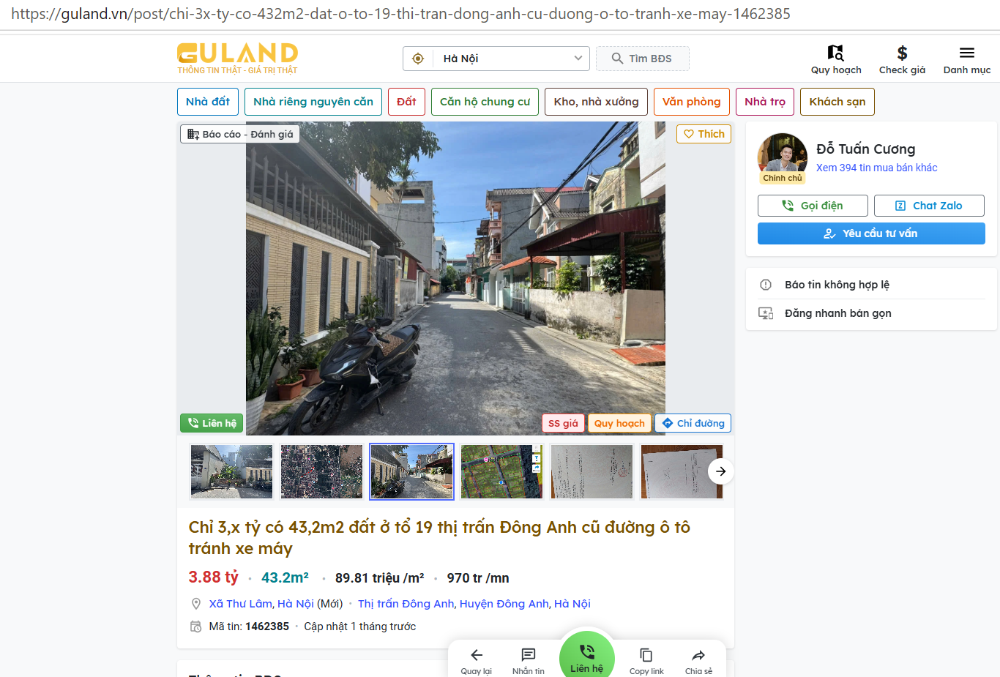 https://guland.vn/post/chi-3x-ty-co-432m2-dat-o-to-19-thi-tran-dong-anh-cu-duong-o-to-tranh-xe-may-1462385
GULAND
THÔNG TIN THẬT - GIÁ TRỊ THẬT
Hà Nội
Tìm BĐS
Quy hoạch
Check giá
Danh mục
Nhà đất
Nhà riêng nguyên căn
Đất
Căn hộ chung cư
Kho, nhà xưởng
Văn phòng
Nhà trọ
Khách sạn
Báo cáo - Đánh giá
Thích
Liên hệ
SS giá
Quy hoạch
Chỉ đường
Đỗ Tuấn Cương
Xem 394 tin mua bán khác
Chính chủ
Gọi điện
Chat Zalo
Yêu cầu tư vấn
Báo tin không hợp lệ
Đăng nhanh bán gọn
Chỉ 3,x tỷ có 43,2m2 đất ở tổ 19 thị trấn Đông Anh cũ đường ô tô
tránh xe máy
3.88 tỷ • 43.2m² • 89.81 triệu /m² • 970 tr /mn
Xã Thư Lâm, Hà Nội (Mới) • Thị trấn Đông Anh, Huyện Đông Anh, Hà Nội
Mã tin: 1462385 • Cập nhật 1 tháng trước
Quay lại
Nhắn tin
Liên hệ
Copy link
Chia sẻ